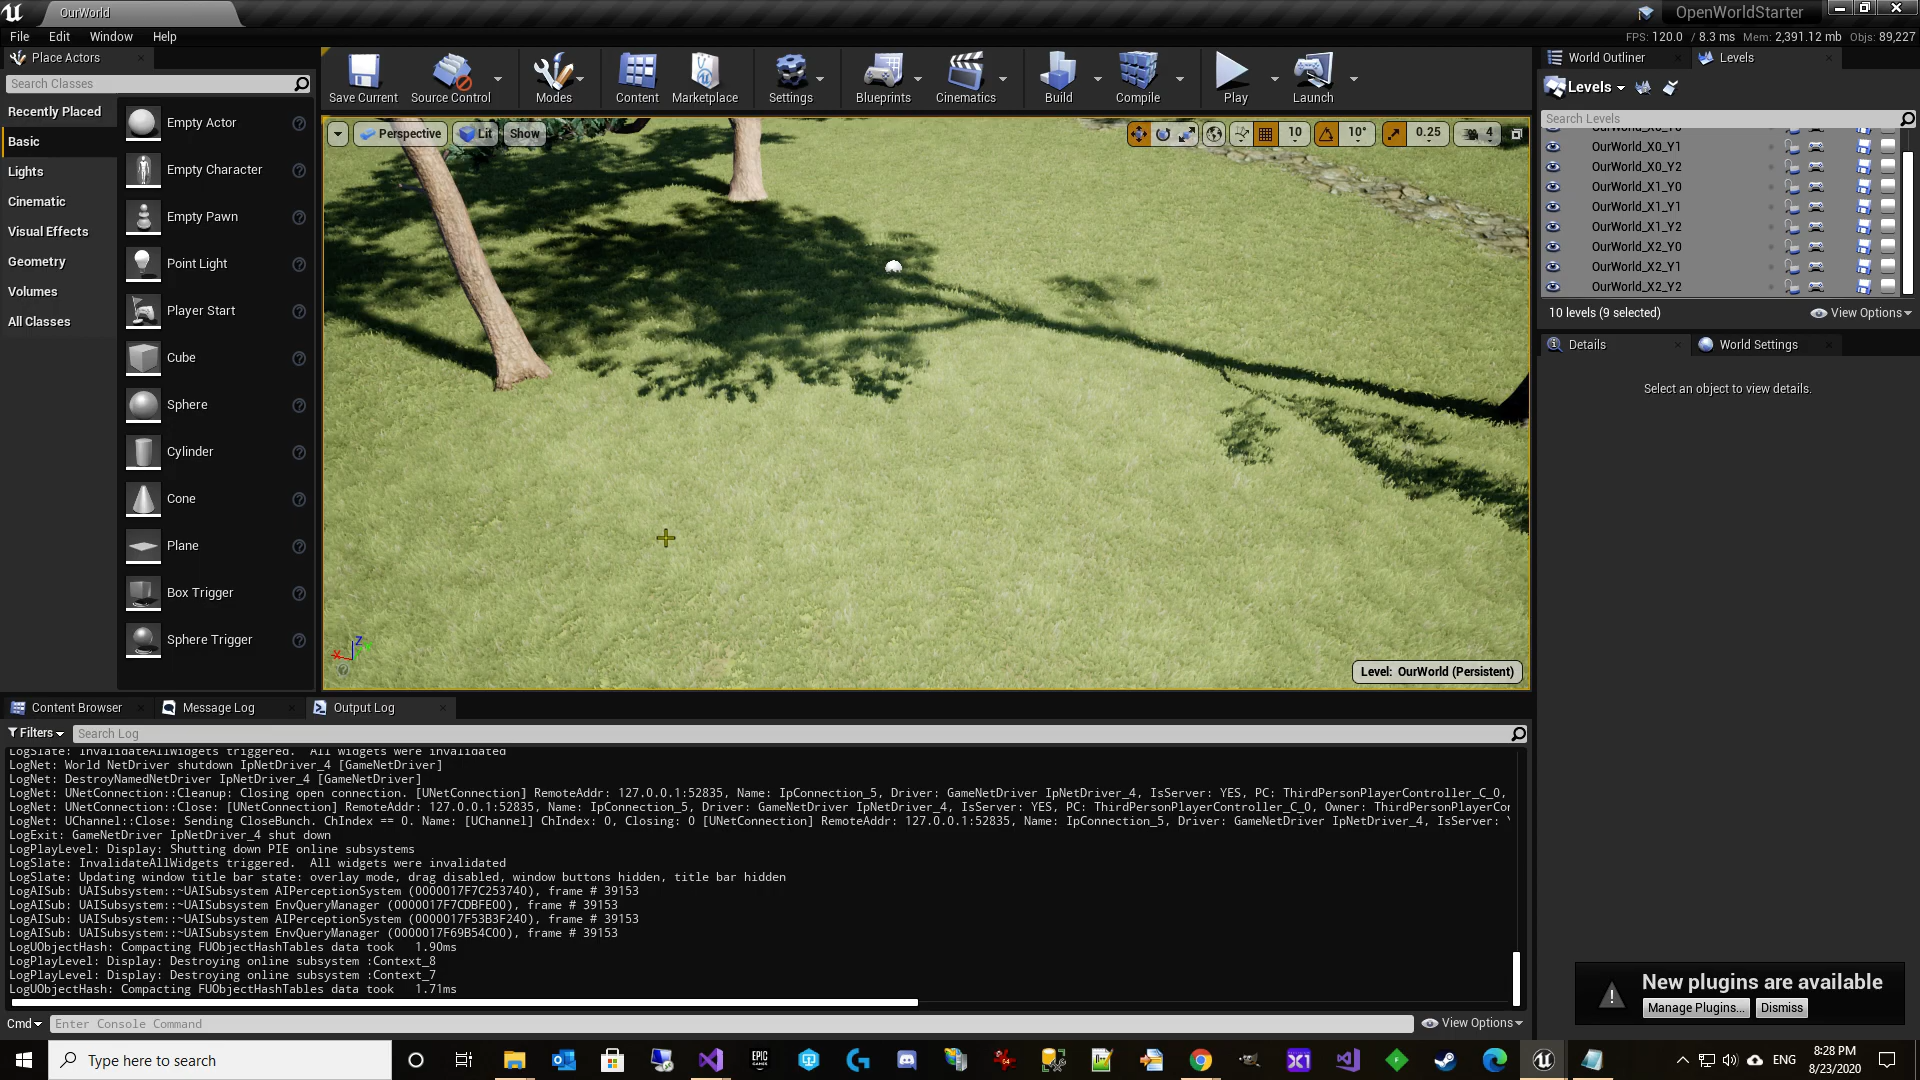 OurWorld
OpenWorldStarter
File Edit Window Help
FPS: 120.0 / 8.3 ms Mem: 2,391.12 mb Objs: 89,227
Place Actors
Search Classes
Recently Placed
Basic
Lights
Cinematic
Visual Effects
Geometry
Volumes
All Classes
Empty Actor
Empty Character
Empty Pawn
Point Light
Player Start
Cube
Sphere
Cylinder
Cone
Plane
Box Trigger
Sphere Trigger
Save Current
Source Control
Modes
Content
Marketplace
Settings
Blueprints
Cinematics
Build
Compile
Play
Launch
Perspective Lit Show
10 10° 0.25 4
Z
X
Level: OurWorld (Persistent)
World Outliner
Levels
Levels
Search Levels
OurWorld_X0_Y0
OurWorld_X0_Y1
OurWorld_X0_Y2
OurWorld_X1_Y0
OurWorld_X1_Y1
OurWorld_X1_Y2
OurWorld_X2_Y0
OurWorld_X2_Y1
OurWorld_X2_Y2
10 levels (9 selected)
View Options
Details
World Settings
Select an object to view details.
Content Browser
Message Log
Output Log
Filters
Search Log
LogSlate: InvalidateAllWidgets triggered.  All widgets were invalidated
LogNet: World NetDriver shutdown IpNetDriver_4 [GameNetDriver]
LogNet: DestroyNamedNetDriver IpNetDriver_4 [GameNetDriver]
LogNet: UNetConnection::Cleanup: Closing open connection. [UNetConnection] RemoteAddr: 127.0.0.1:52835, Name: IpConnection_5, Driver: GameNetDriver IpNetDriver_4, IsServer: YES, PC: ThirdPersonPlayerController_C_0,
LogNet: UNetConnection::Close: [UNetConnection] RemoteAddr: 127.0.0.1:52835, Name: IpConnection_5, Driver: GameNetDriver IpNetDriver_4, IsServer: YES, PC: ThirdPersonPlayerController_C_0, Owner: ThirdPersonPlayerCon
LogNet: UChannel::Close: Sending CloseBunch. ChIndex == 0. Name: [UChannel] ChIndex: 0, Closing: 0 [UNetConnection] RemoteAddr: 127.0.0.1:52835, Name: IpConnection_5, Driver: GameNetDriver IpNetDriver_4, IsServer:
LogExit: GameNetDriver IpNetDriver_4 shut down
LogPlayLevel: Display: Shutting down PIE online subsystems
LogSlate: InvalidateAllWidgets triggered.  All widgets were invalidated
LogSlate: Updating window title bar state: overlay mode, drag disabled, window buttons hidden, title bar hidden
LogAISub: UAISubsystem::~UAISubsystem AIPerceptionSystem (0000017F7C253740), frame # 39153
LogAISub: UAISubsystem::~UAISubsystem EnvQueryManager (0000017F7CDBFE00), frame # 39153
LogAISub: UAISubsystem::~UAISubsystem AIPerceptionSystem (0000017F53B3F240), frame # 39153
LogAISub: UAISubsystem::~UAISubsystem EnvQueryManager (0000017F69B54C00), frame # 39153
LogUObjectHash: Compacting FUObjectHashTables data took   1.90ms
LogPlayLevel: Display: Destroying online subsystem :Context_8
LogPlayLevel: Display: Destroying online subsystem :Context_7
LogUObjectHash: Compacting FUObjectHashTables data took   1.71ms
Cmd
Enter Console Command
View Options
New plugins are available
Manage Plugins... Dismiss
Type here to search
EPIC GAMES
X1
64
F
ENG
8:28 PM
8/23/2020